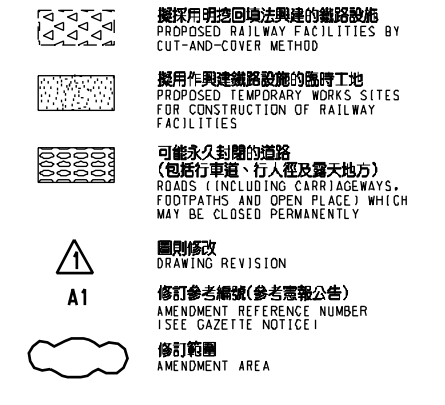 擬採用明挖回填法興建的鐵路設施
PROPOSED RAILWAY FACILITIES BY
CUT-AND-COVER METHOD
擬用作興建鐵路設施的臨時工地
PROPOSED TEMPORARY WORKS SITES
FOR CONSTRUCTION OF RAILWAY
FACILITIES
可能永久封閉的道路
(包括行車道、行人徑及露天地方)
ROADS (INCLUDING CARRIAGEWAYS,
FOOTPATHS AND OPEN PLACE) WHICH
MAY BE CLOSED PERMANENTLY
1
圖則修改
DRAWING REVISION
A1
修訂參考編號(參考憲報公告)
AMENDMENT REFERENCE NUMBER
(SEE GAZETTE NOTICE)
修訂範圍
AMENDMENT AREA